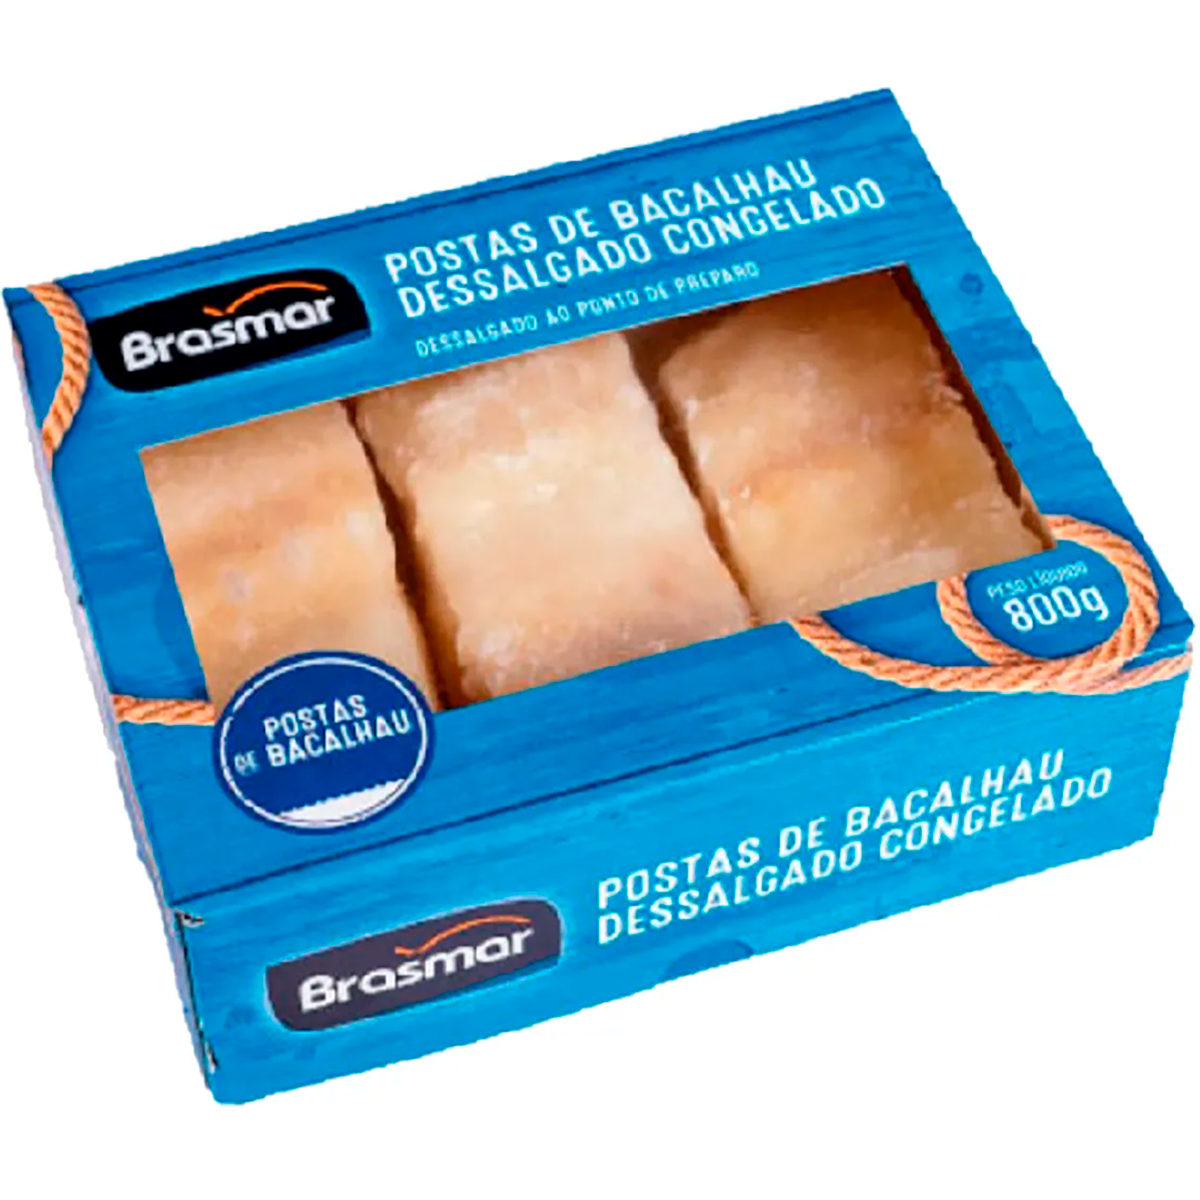 POSTAS DE BACALHAU
DESSALGADO CONGELADO
DESSALGADO AO PONTO DE PREPARO
Brasmar
PESO LÍQUIDO
800g
POSTAS
DE BACALHAU
POSTAS DE BACALHAU
DESSALGADO CONGELADO
Brasmar